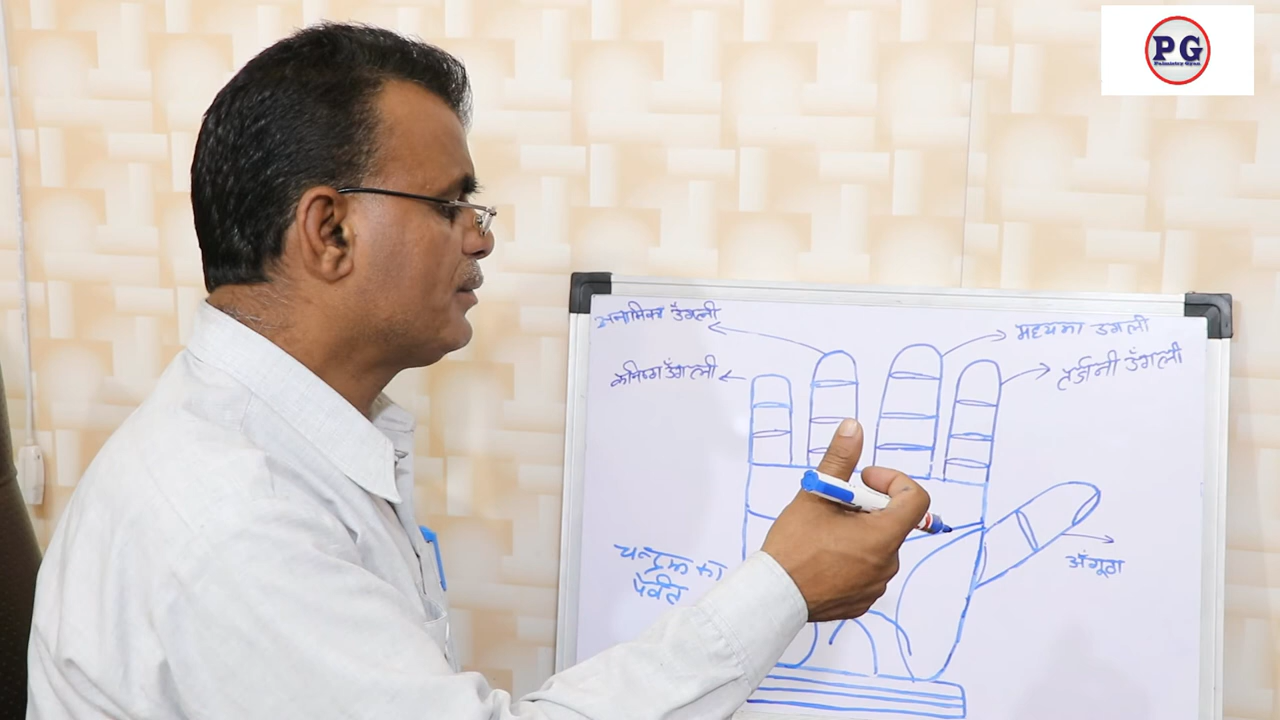 PG
Palmistry Gyan
अनामिका उँगली
मध्यमा उंगली
कनिष्ठा उँगली
तर्जनी उँगली
चन्द्रमा का
पर्वत
अँगूठा